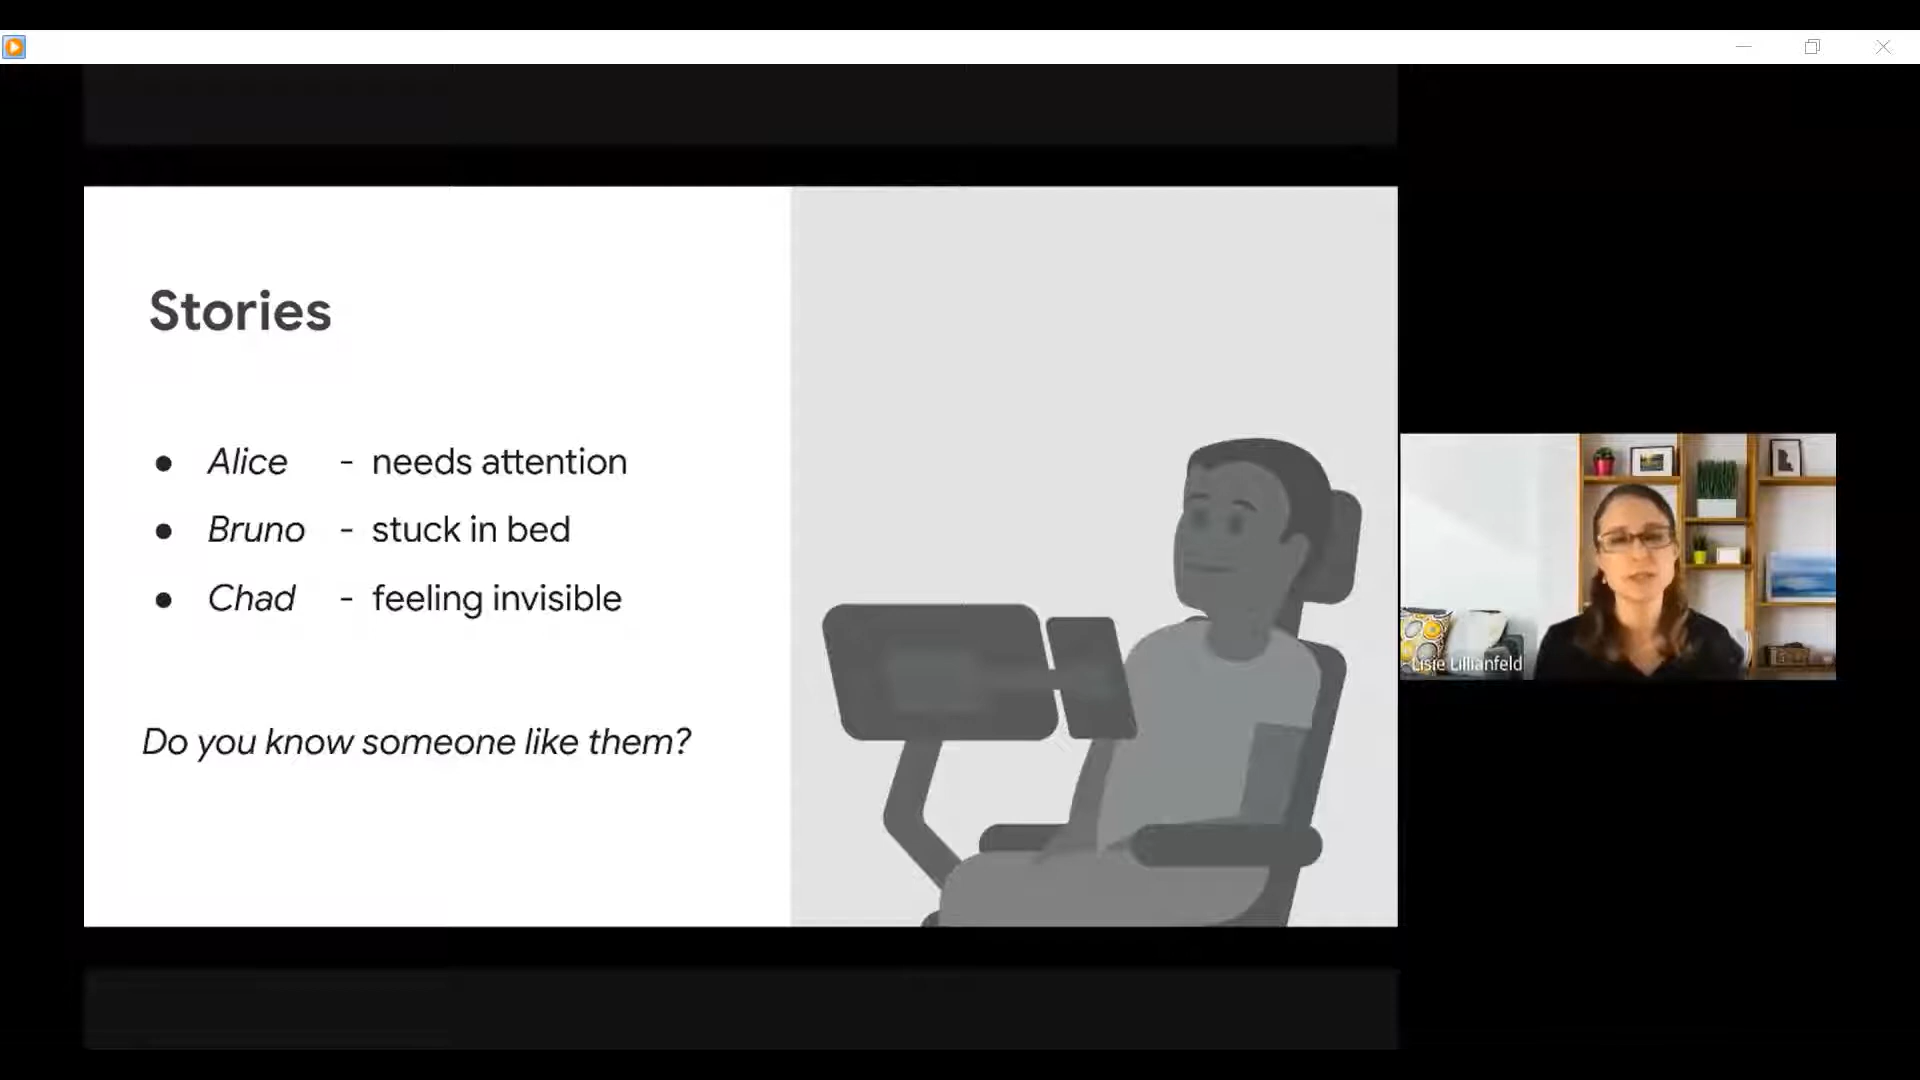 Stories
● Alice - needs attention
● Bruno - stuck in bed
● Chad - feeling invisible
Do you know someone like them?
Lisie Lillianfeld